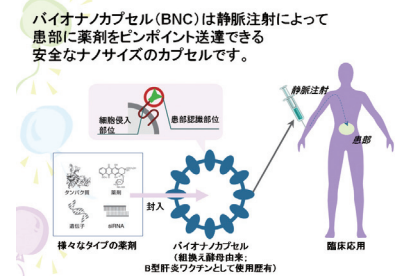 バイオナノカプセル(BNC)は静脈注射によって
患部に薬剤をピンポイント送達できる
安全なナノサイズのカプセルです。
細胞侵入
部位
患部認識部位
静脈注射
患部
タンパク質
薬剤
遺伝子
siRNA
封入
様々なタイプの薬剤
バイオナノカプセル
(組換え酵母由来;
B型肝炎ワクチンとして使用歴有)
臨床応用